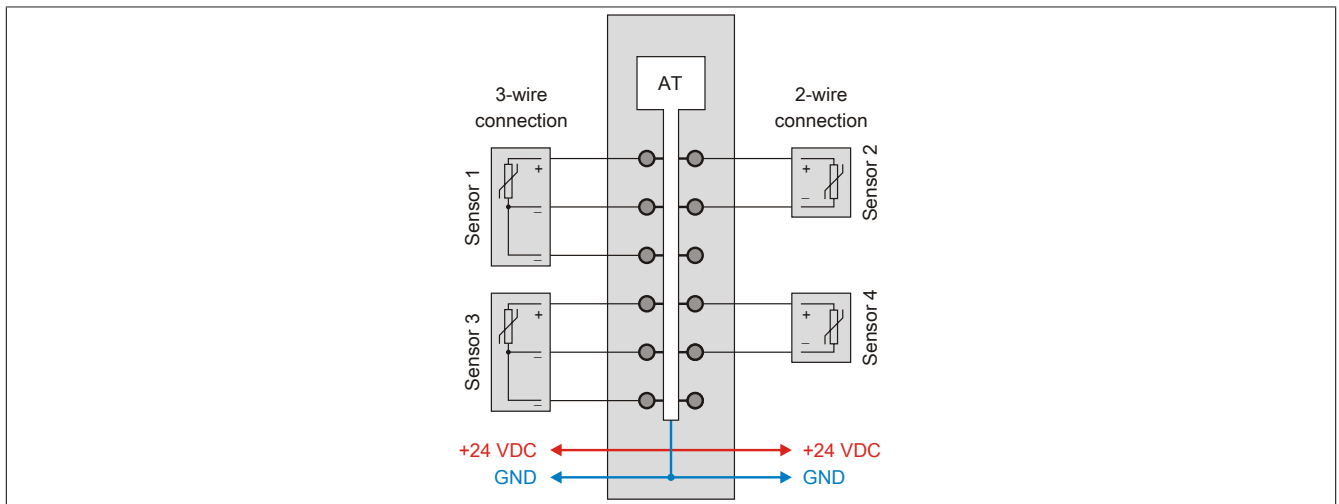 AT
3-wire
connection
2-wire
connection
Sensor 1
+
–
–
Sensor 2
+
–
Sensor 3
+
–
–
Sensor 4
+
–
+24 VDC
+24 VDC
GND
GND